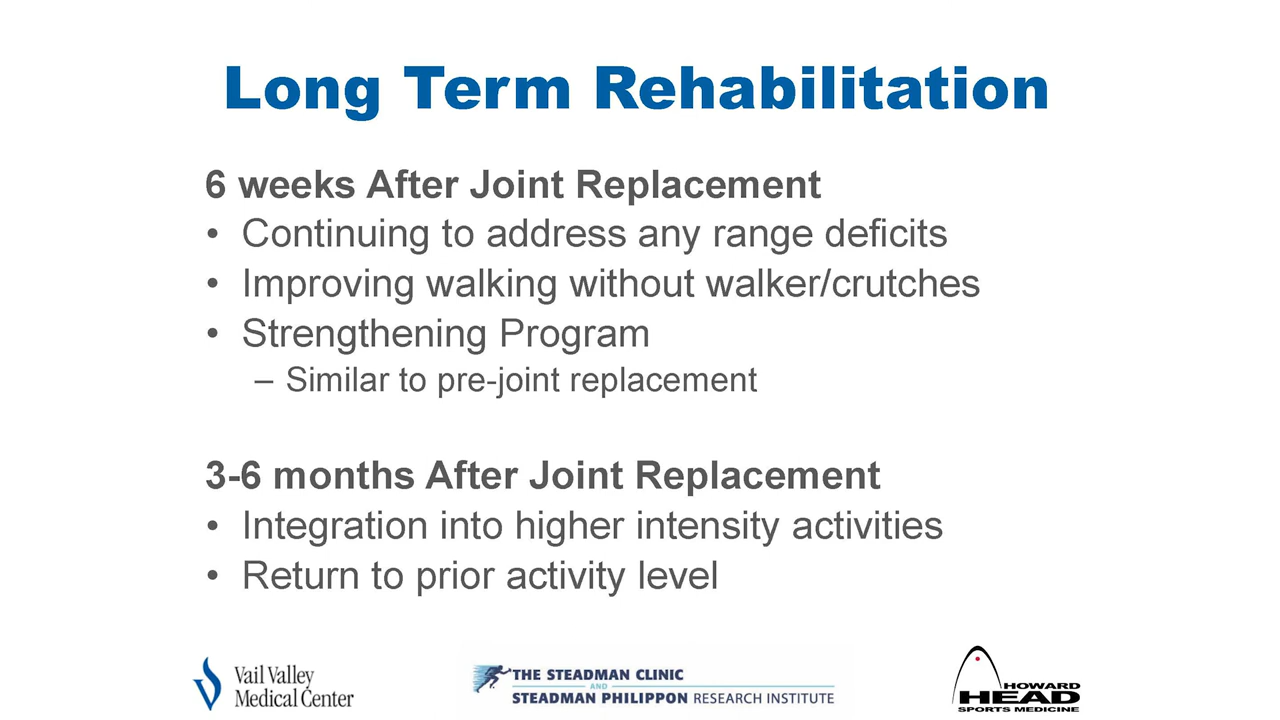 Long Term Rehabilitation
6 weeks After Joint Replacement
• Continuing to address any range deficits
• Improving walking without walker/crutches
• Strengthening Program
– Similar to pre-joint replacement
3-6 months After Joint Replacement
• Integration into higher intensity activities
• Return to prior activity level
Vail Valley
Medical Center
THE STEADMAN CLINIC
AND
STEADMAN PHILIPPON RESEARCH INSTITUTE
HOWARD
HEAD
SPORTS MEDICINE